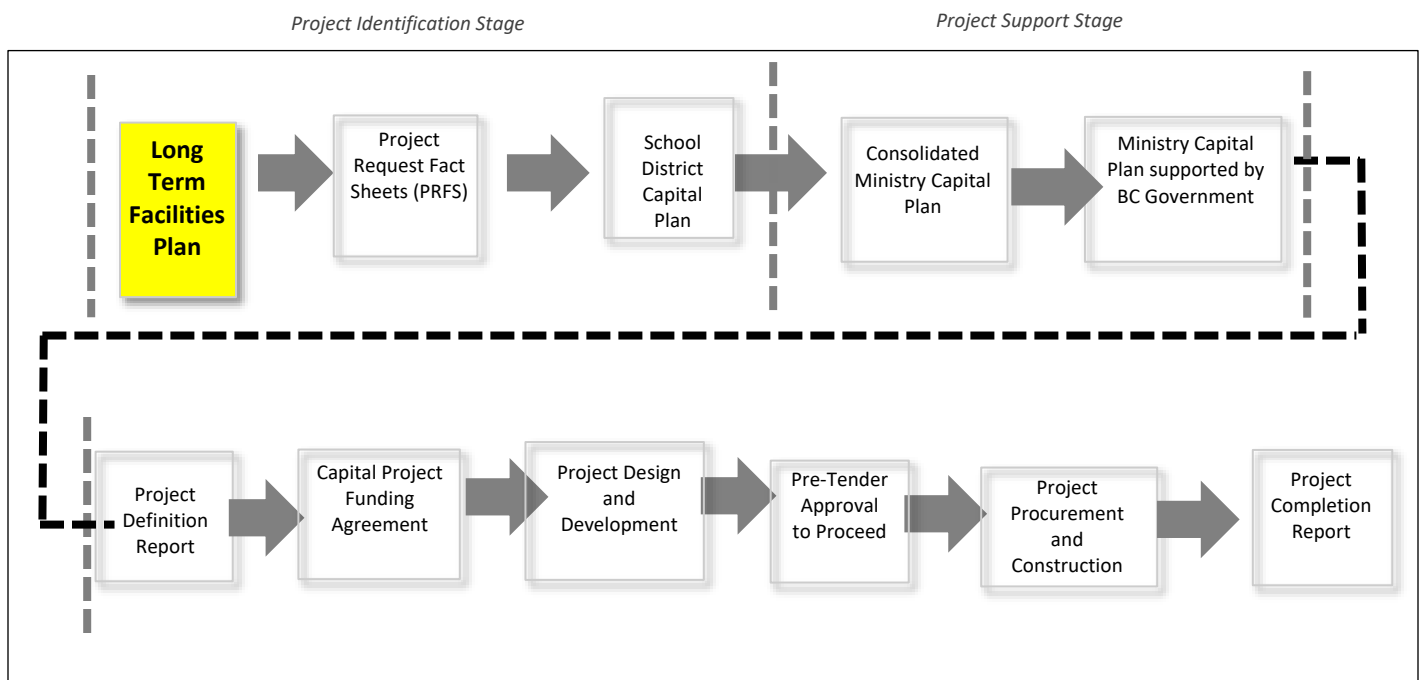 Project Identification Stage
Project Support Stage
Long
Term
Facilities
Plan
Project
Request Fact
Sheets (PRFS)
School
District
Capital
Plan
Consolidated
Ministry Capital
Plan
Ministry Capital
Plan supported by
BC Government
Project
Definition
Report
Capital Project
Funding
Agreement
Project Design
and
Development
Pre-Tender
Approval
to Proceed
Project
Procurement
and
Construction
Project
Completion
Report